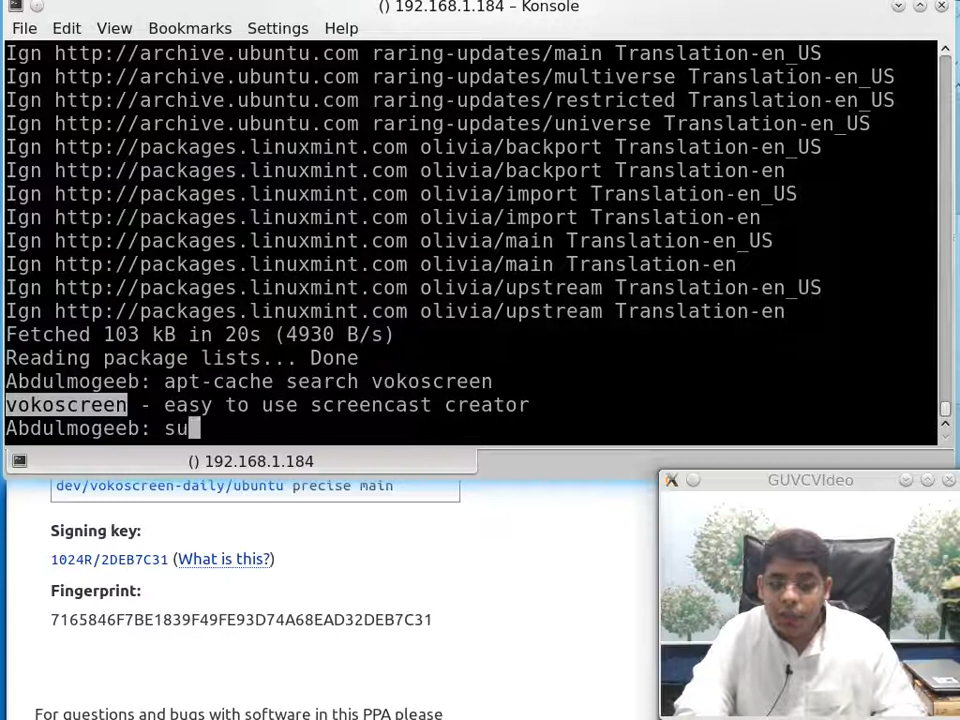 () 192.168.1.184 – Konsole
File Edit View Bookmarks Settings Help
Ign http://archive.ubuntu.com raring-updates/main Translation-en_US
Ign http://archive.ubuntu.com raring-updates/multiverse Translation-en_US
Ign http://archive.ubuntu.com raring-updates/restricted Translation-en_US
Ign http://archive.ubuntu.com raring-updates/universe Translation-en_US
Ign http://packages.linuxmint.com olivia/backport Translation-en_US
Ign http://packages.linuxmint.com olivia/backport Translation-en
Ign http://packages.linuxmint.com olivia/import Translation-en_US
Ign http://packages.linuxmint.com olivia/import Translation-en
Ign http://packages.linuxmint.com olivia/main Translation-en_US
Ign http://packages.linuxmint.com olivia/main Translation-en
Ign http://packages.linuxmint.com olivia/upstream Translation-en_US
Ign http://packages.linuxmint.com olivia/upstream Translation-en
Fetched 103 kB in 20s (4930 B/s)
Reading package lists... Done
Abdulmogeeb: apt-cache search vokoscreen
vokoscreen - easy to use screencast creator
Abdulmogeeb: su
() 192.168.1.184
dev/vokoscreen-daily/ubuntu precise main
GUVCVIdeo
Signing key:
1024R/2DEB7C31 (What is this?)
Fingerprint:
7165846F7BE1839F49FE93D74A68EAD32DEB7C31
For questions and bugs with software in this PPA please